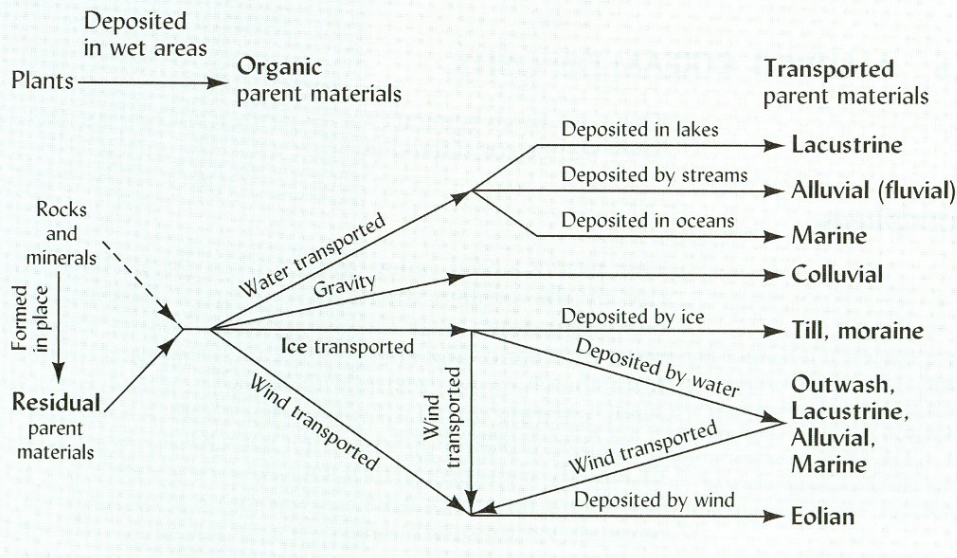 Deposited
in wet areas
Plants
Organic
parent materials
Transported
parent materials
Deposited in lakes
Lacustrine
Deposited by streams
Alluvial (fluvial)
Deposited in oceans
Marine
Rocks
and
minerals
Formed
in place
Residual
parent
materials
Water transported
Gravity
Colluvial
Ice transported
Deposited by ice
Till, moraine
Deposited by water
Outwash,
Lacustrine,
Alluvial,
Marine
Wind transported
Wind
transported
Wind transported
Deposited by wind
Eolian